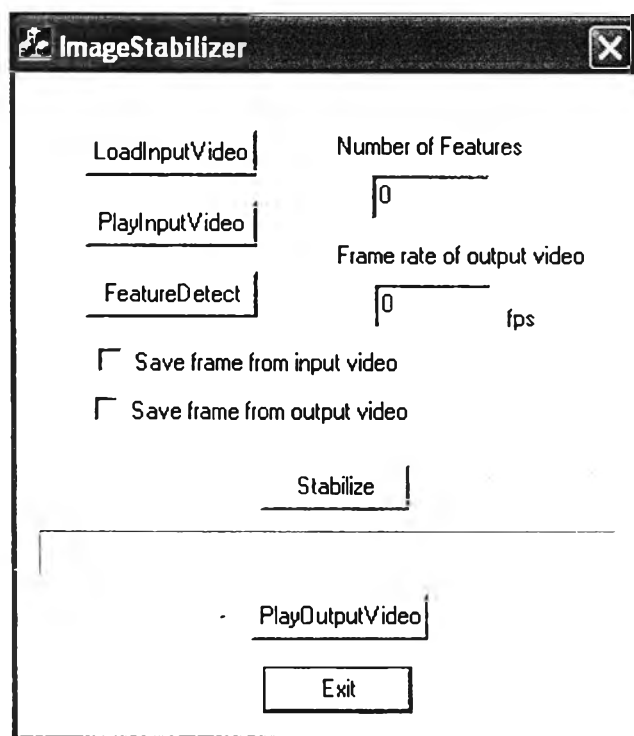 ImageStabilizer
LoadInputVideo
Number of Features
0
PlayInputVideo
Frame rate of output video
FeatureDetect
0
fps
Save frame from input video
Save frame from output video
Stabilize
PlayOutputVideo
Exit